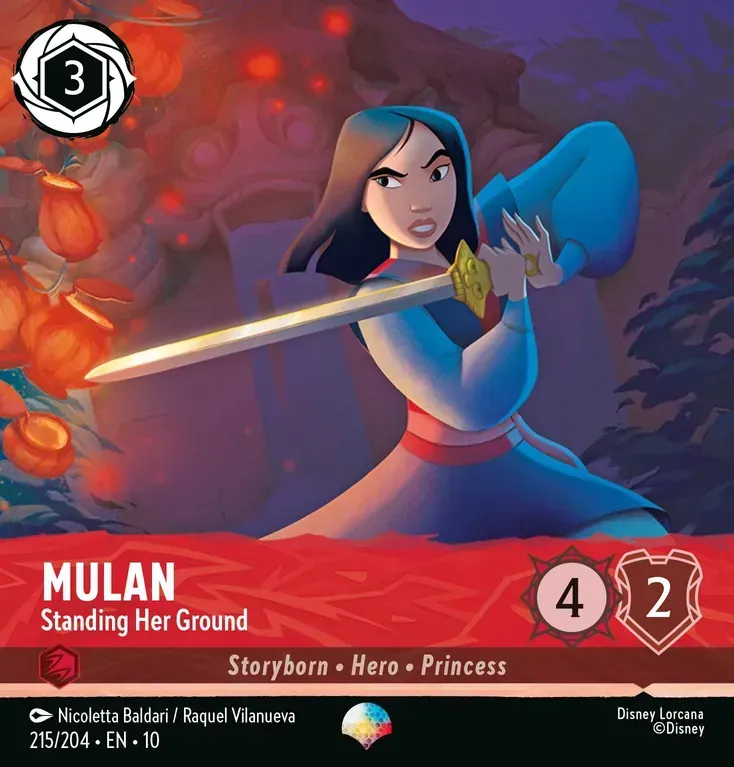 3
MULAN
Standing Her Ground
4
2
Storyborn • Hero • Princess
Nicoletta Baldari / Raquel Vilanueva
215/204 • EN • 10
Disney Lorcana
©Disney